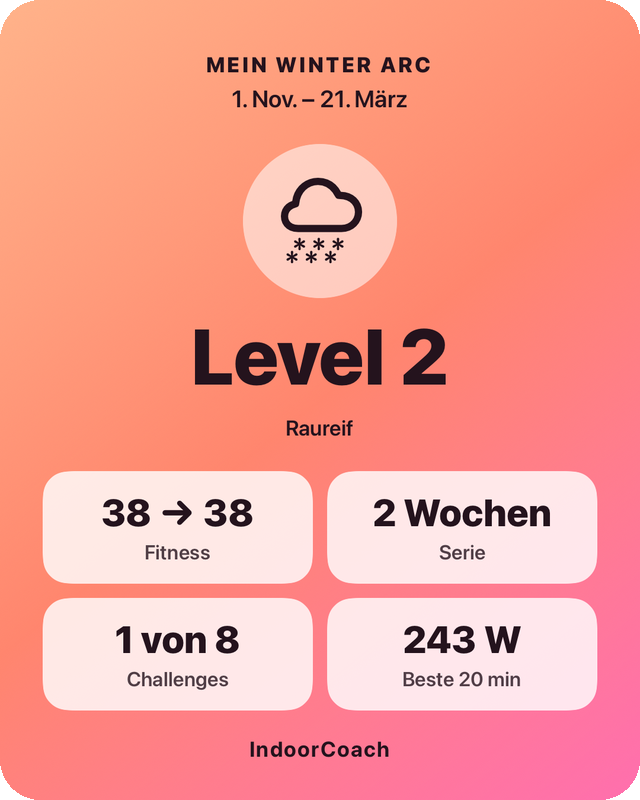 MEIN WINTER ARC
1. Nov. – 21. März
Level 2
Raureif
38 → 38
Fitness
2 Wochen
Serie
1 von 8
Challenges
243 W
Beste 20 min
IndoorCoach